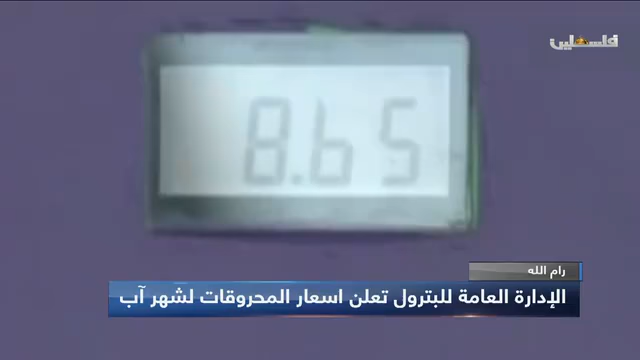 فلسطين
8.65
رام الله
الإدارة العامة للبترول تعلن اسعار المحروقات لشهر آب